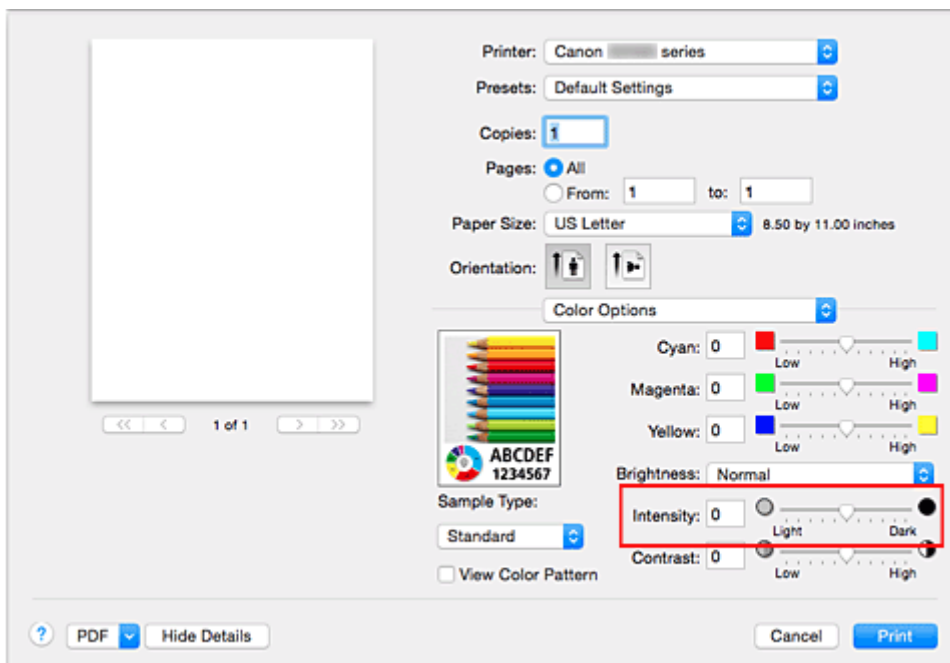 Printer: Canon series
Presets: Default Settings
Copies: 1
Pages: All
From: 1 to: 1
Paper Size: US Letter 8.50 by 11.00 inches
Orientation:
Color Options
1 of 1
ABCDEF
1234567
Sample Type:
Standard
View Color Pattern
Cyan: 0
Low High
Magenta: 0
Low High
Yellow: 0
Low High
Brightness: Normal
Intensity: 0
Light Dark
Contrast: 0
Low High
? PDF Hide Details Cancel Print